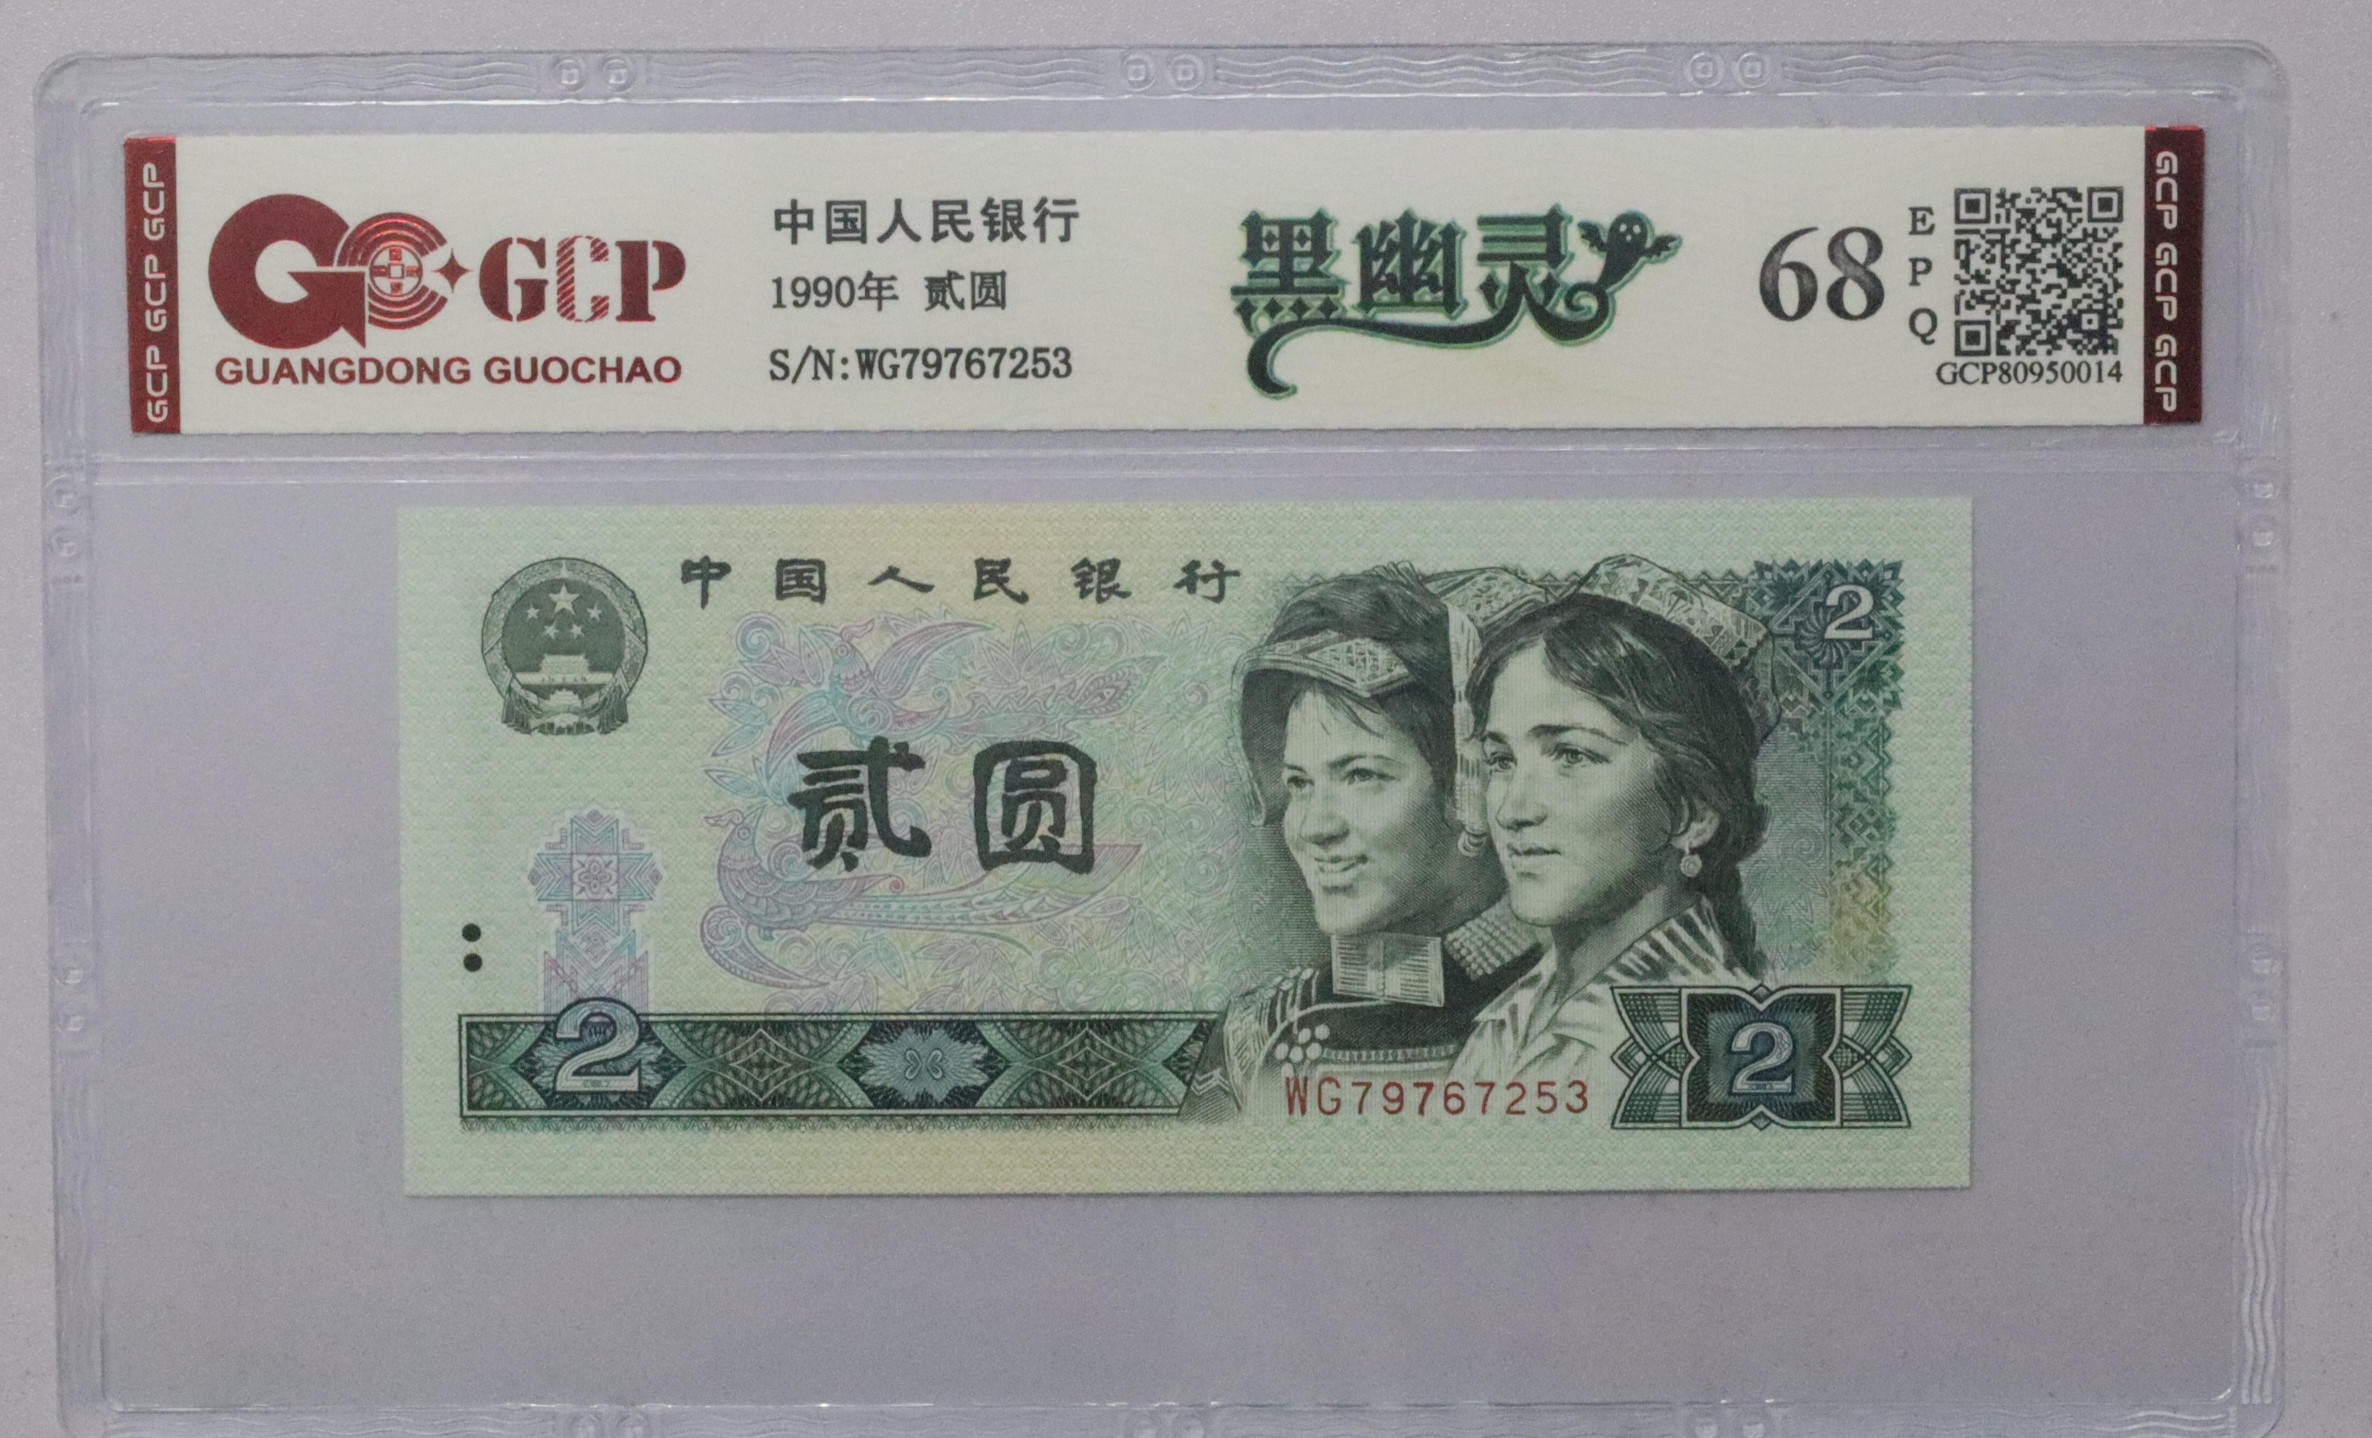 GCP GCP GCP
GCP
GUANGDONG GUOCHAO
中国人民银行
1990年 贰圆
S/N:WG79767253
黑幽灵
68
EPQ
GCP80950014
GCP GCP GCP
中国人民银行
2
贰圆
2
WG79767253
2